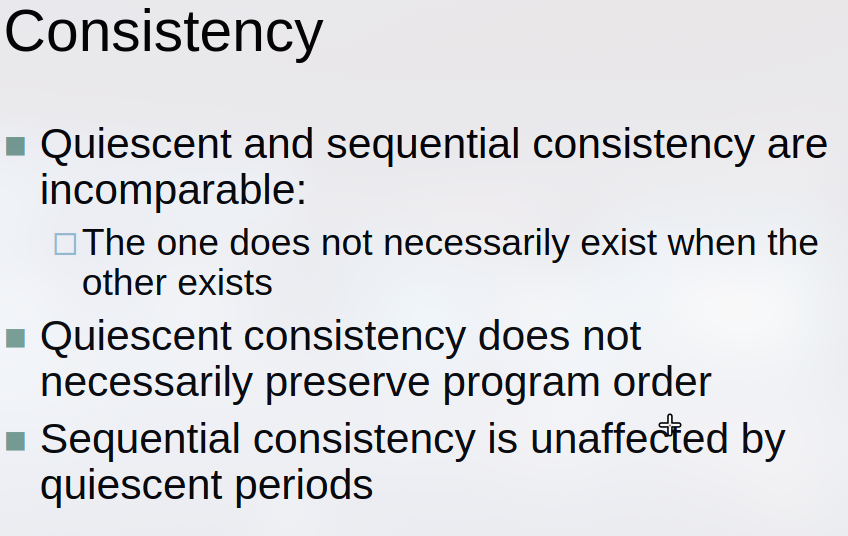 Consistency
Quiescent and sequential consistency are
incomparable:
The one does not necessarily exist when the
other exists
Quiescent consistency does not
necessarily preserve program order
Sequential consistency is unaffected by
quiescent periods